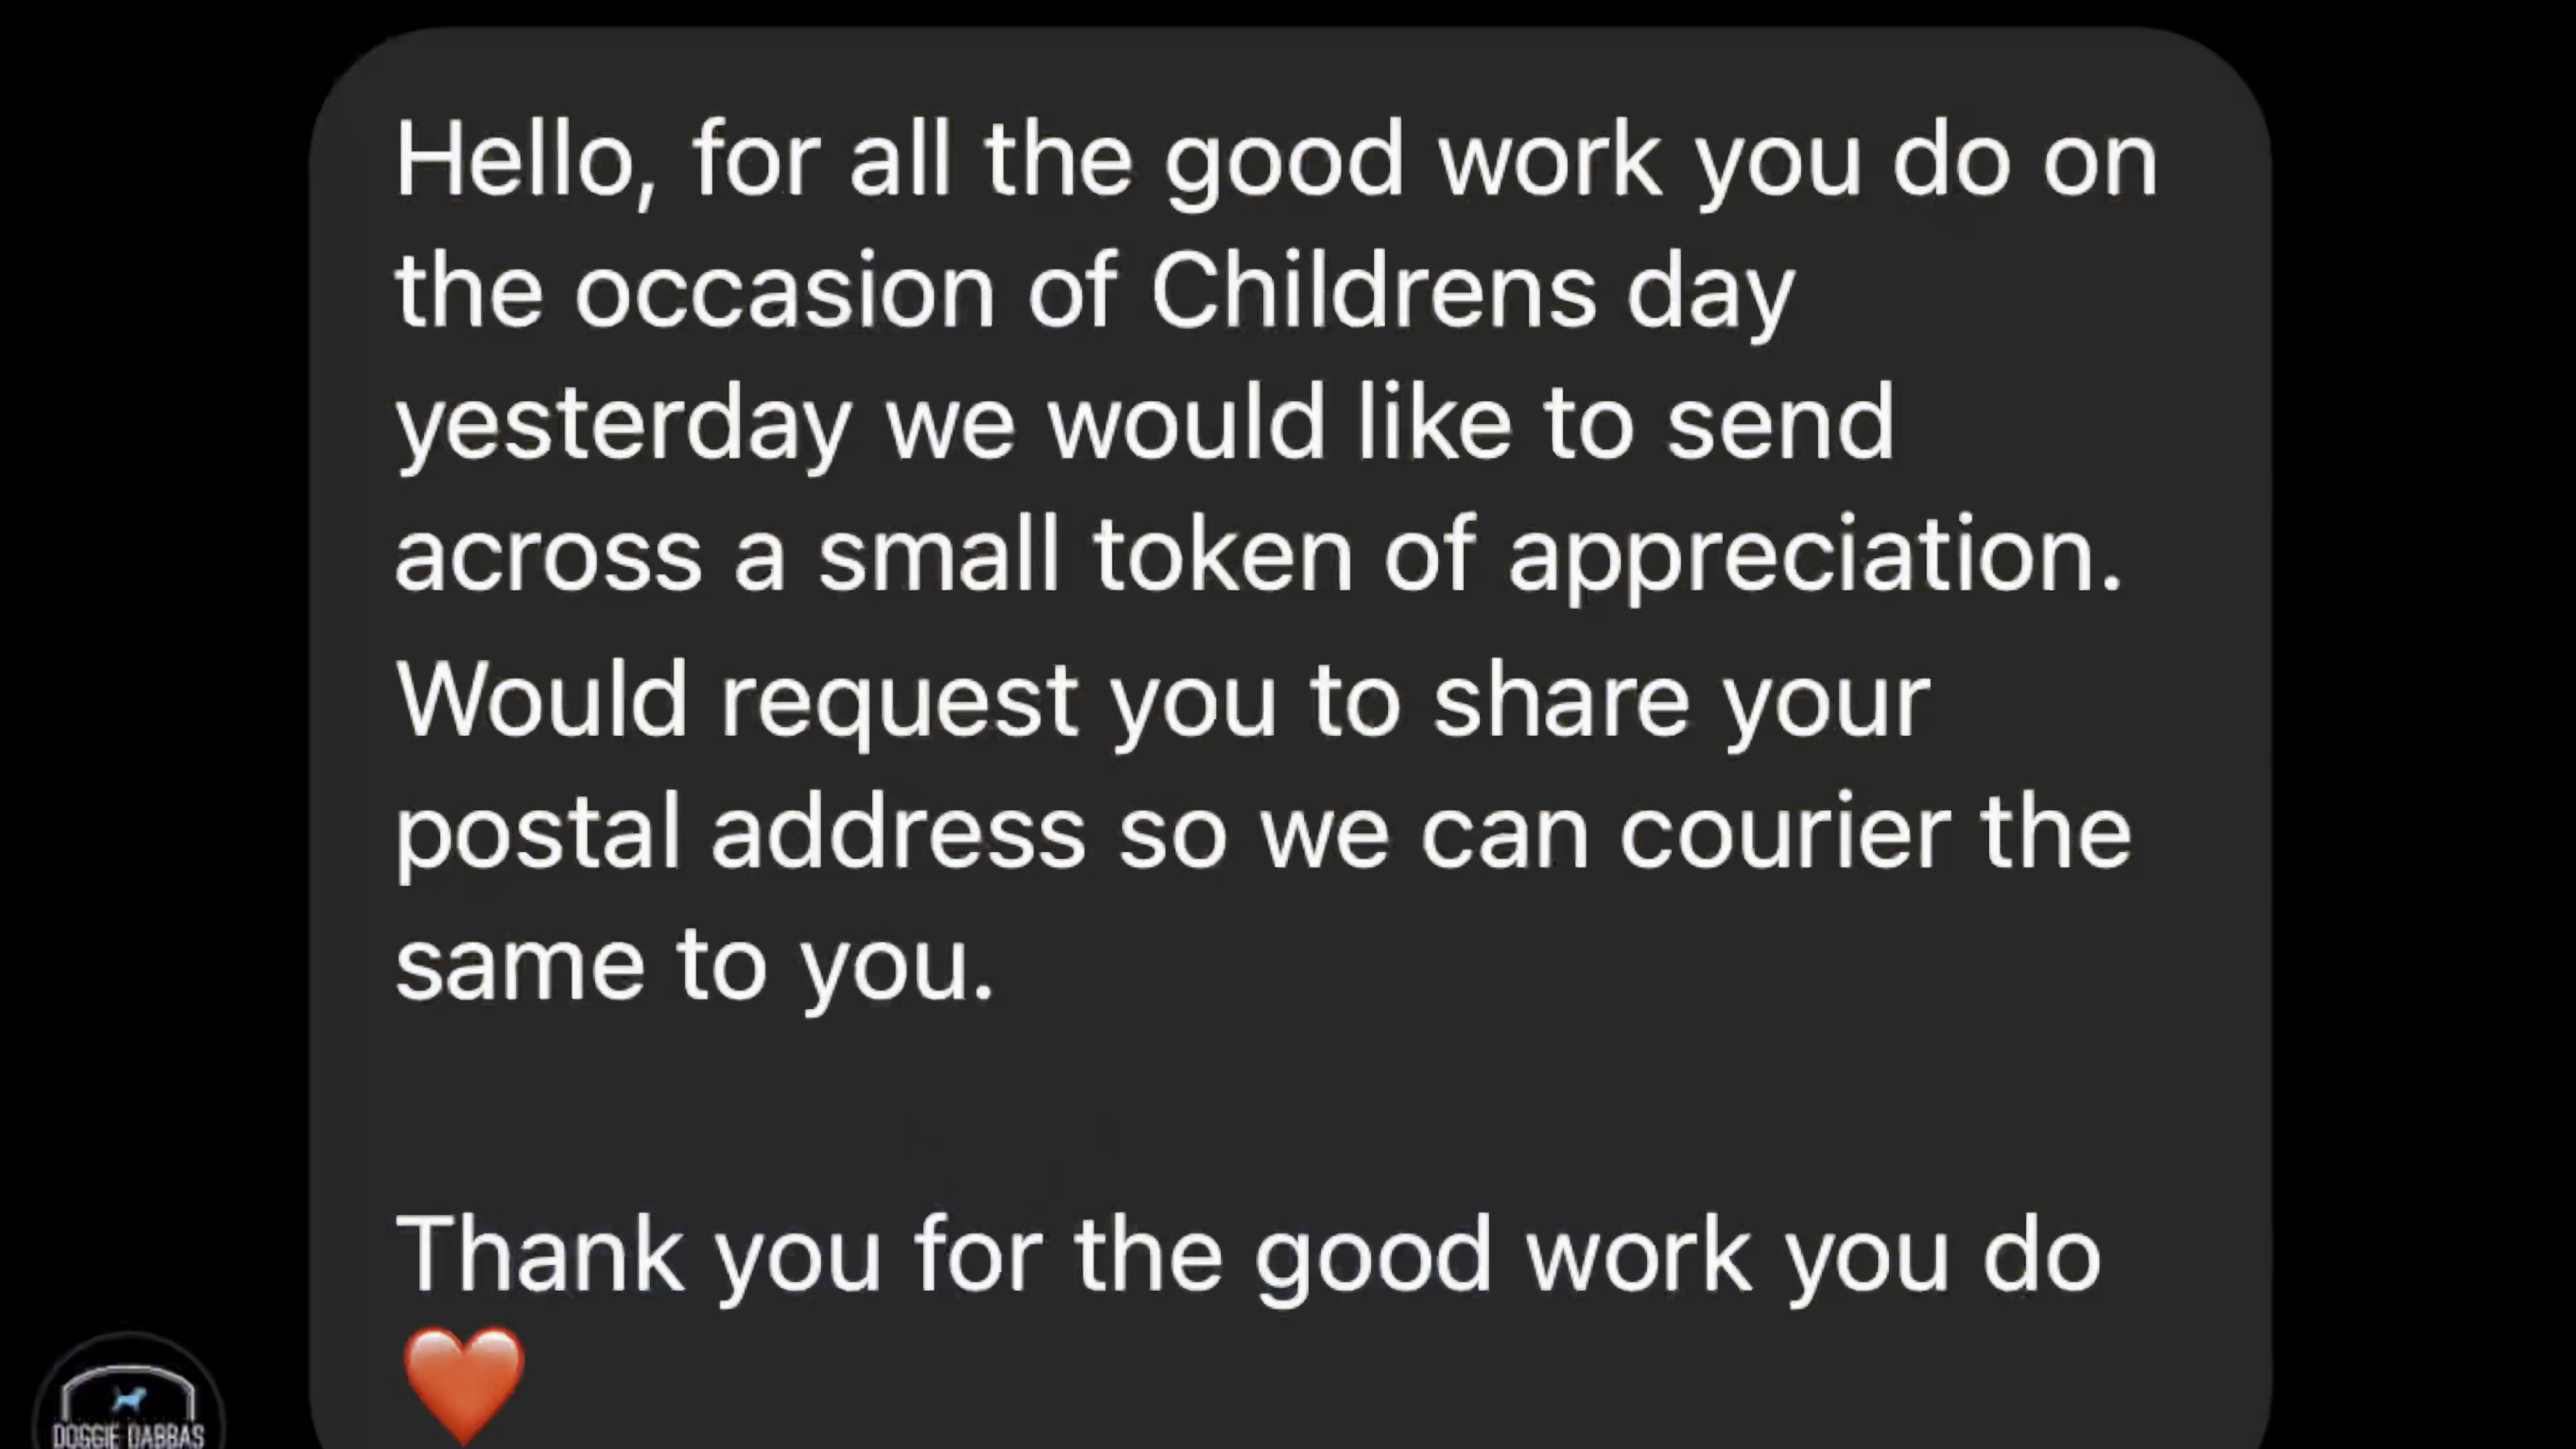 Hello, for all the good work you do on
the occasion of Childrens day
yesterday we would like to send
across a small token of appreciation.
Would request you to share your
postal address so we can courier the
same to you.
Thank you for the good work you do
❤️
DOGGIE DABBAS